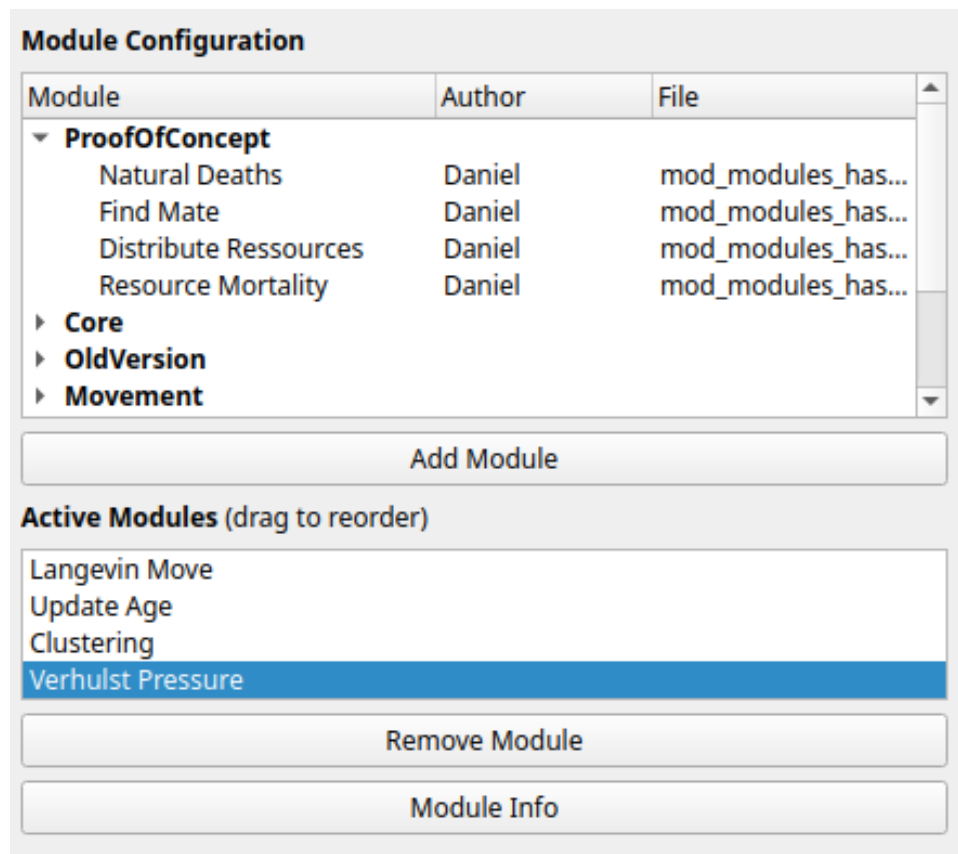 Module Configuration
Module Author File
ProofOfConcept
Natural Deaths Daniel mod_modules_has...
Find Mate Daniel mod_modules_has...
Distribute Ressources Daniel mod_modules_has...
Resource Mortality Daniel mod_modules_has...
Core
OldVersion
Movement
Add Module
Active Modules (drag to reorder)
Langevin Move
Update Age
Clustering
Verhulst Pressure
Remove Module
Module Info